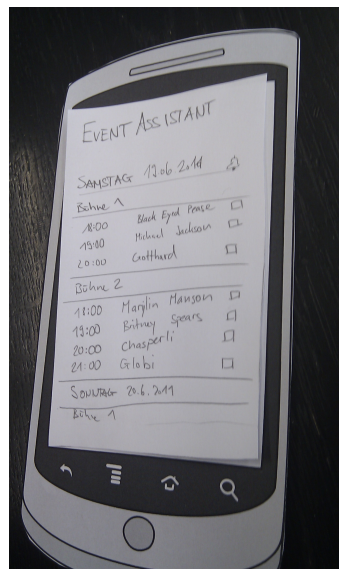 EVENT ASSISTANT
SAMSTAG 19.06.2011
Bühne 1
18:00 Black Eyed Pease
19:00 Michael Jackson
20:00 Gotthard
Bühne 2
18:00 Marylin Manson
19:00 Britney Spears
20:00 Chasperli
21:00 Globi
SONNTAG 20.6.2011
Bühne 1